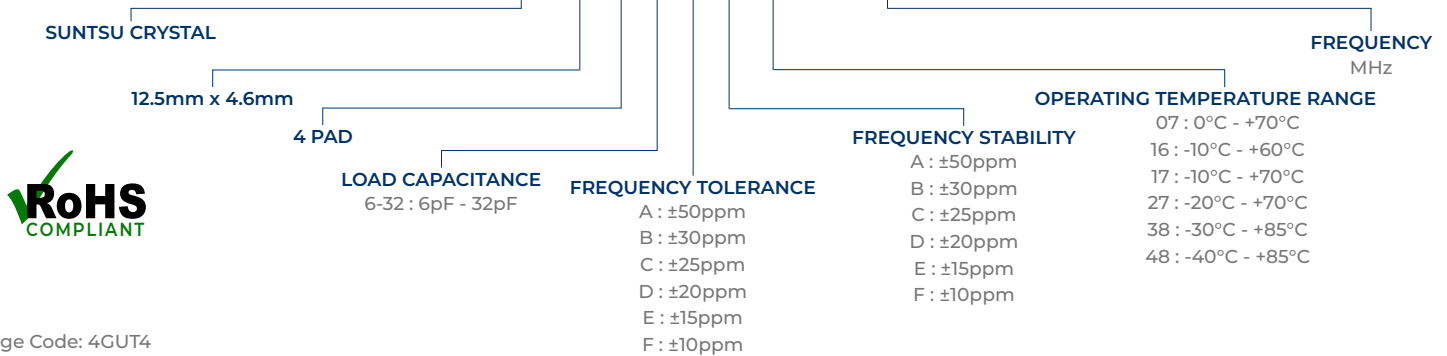 SUNTSU CRYSTAL
12.5mm x 4.6mm
4 PAD
LOAD CAPACITANCE
6-32 : 6pF - 32pF
FREQUENCY TOLERANCE
A : ±50ppm
B : ±30ppm
C : ±25ppm
D : ±20ppm
E : ±15ppm
F : ±10ppm
FREQUENCY STABILITY
A : ±50ppm
B : ±30ppm
C : ±25ppm
D : ±20ppm
E : ±15ppm
F : ±10ppm
OPERATING TEMPERATURE RANGE
07 : 0°C - +70°C
16 : -10°C - +60°C
17 : -10°C - +70°C
27 : -20°C - +70°C
38 : -30°C - +85°C
48 : -40°C - +85°C
FREQUENCY
MHz
RoHS
COMPLIANT
ge Code: 4GUT4